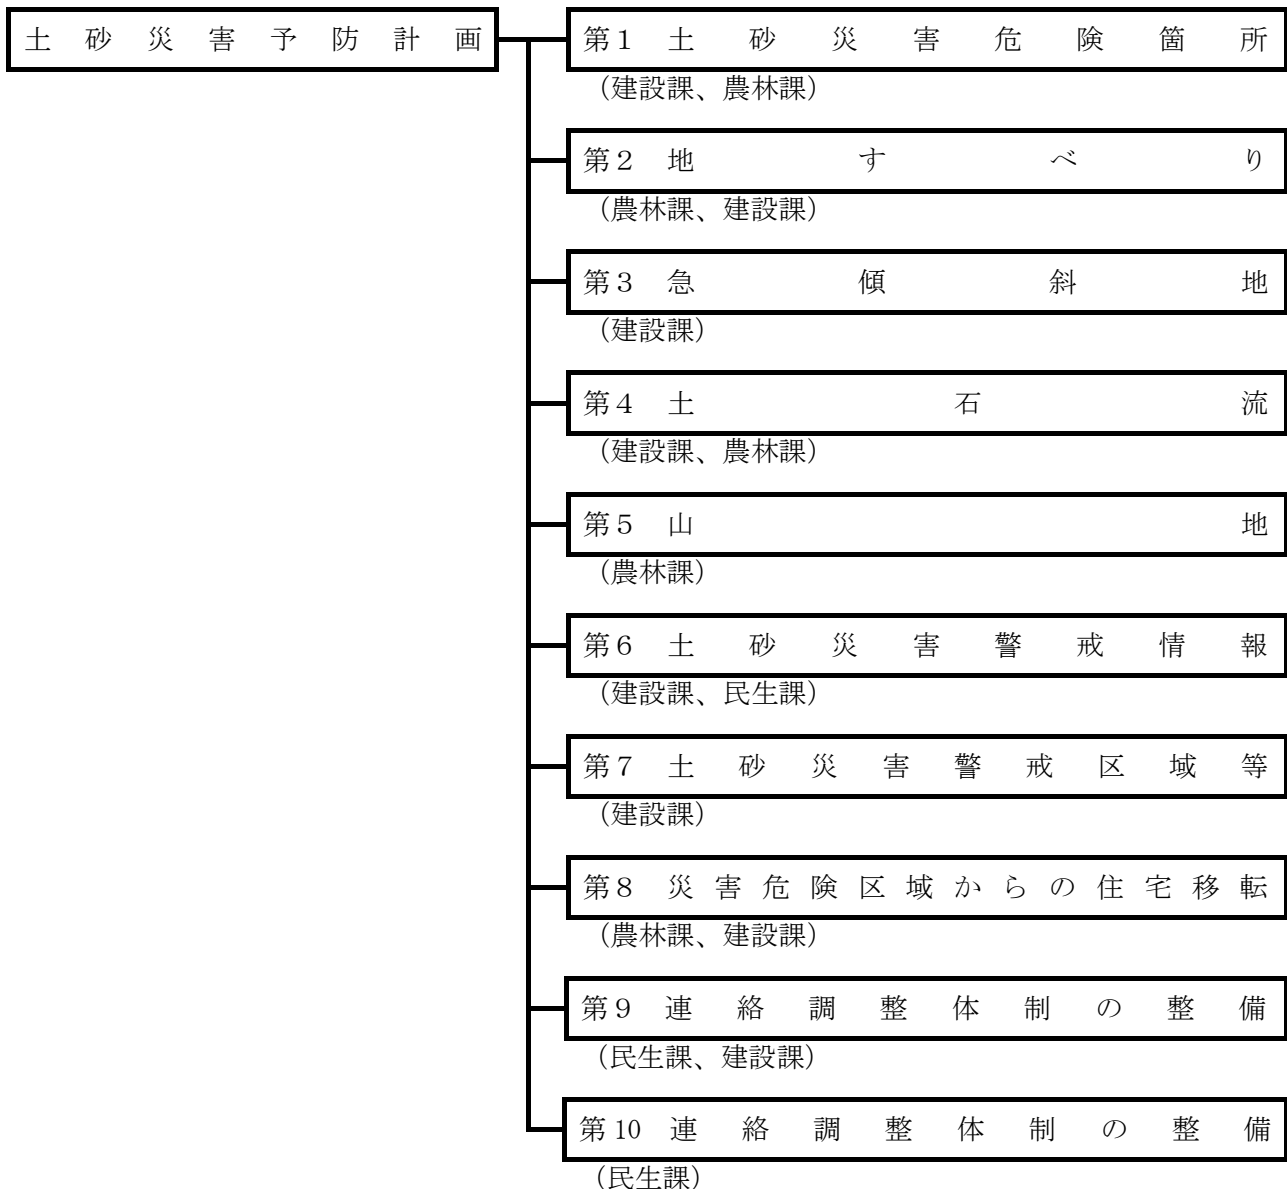 土砂災害予防計画
第1 土砂災害危険箇所
（建設課、農林課）
第2 地すべり
（農林課、建設課）
第3 急傾斜地
（建設課）
第4 土石流
（建設課、農林課）
第5 山地
（農林課）
第6 土砂災害警戒情報
（建設課、民生課）
第7 土砂災害警戒区域等
（建設課）
第8 災害危険区域からの住宅移転
（農林課、建設課）
第9 連絡調整体制の整備
（民生課、建設課）
第10 連絡調整体制の整備
（民生課）